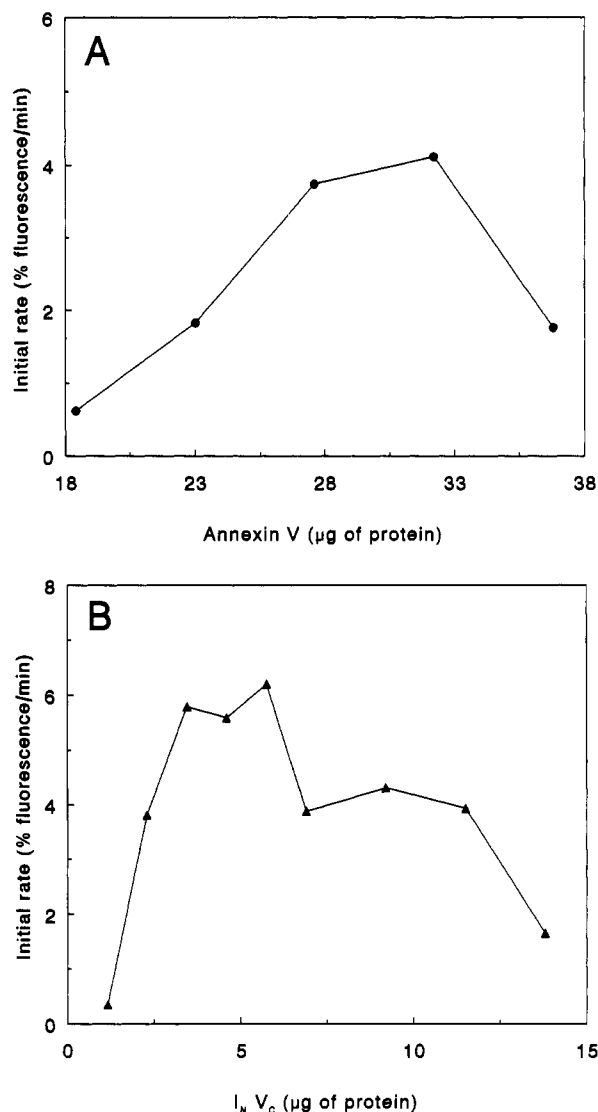 A
Initial rate (% fluorescence/min)
6
4
2
0
18 23 28 33 38
Annexin V (µg of protein)
B
Initial rate (% fluorescence/min)
8
6
4
2
0
0 5 10 15
I_N V_C (µg of protein)